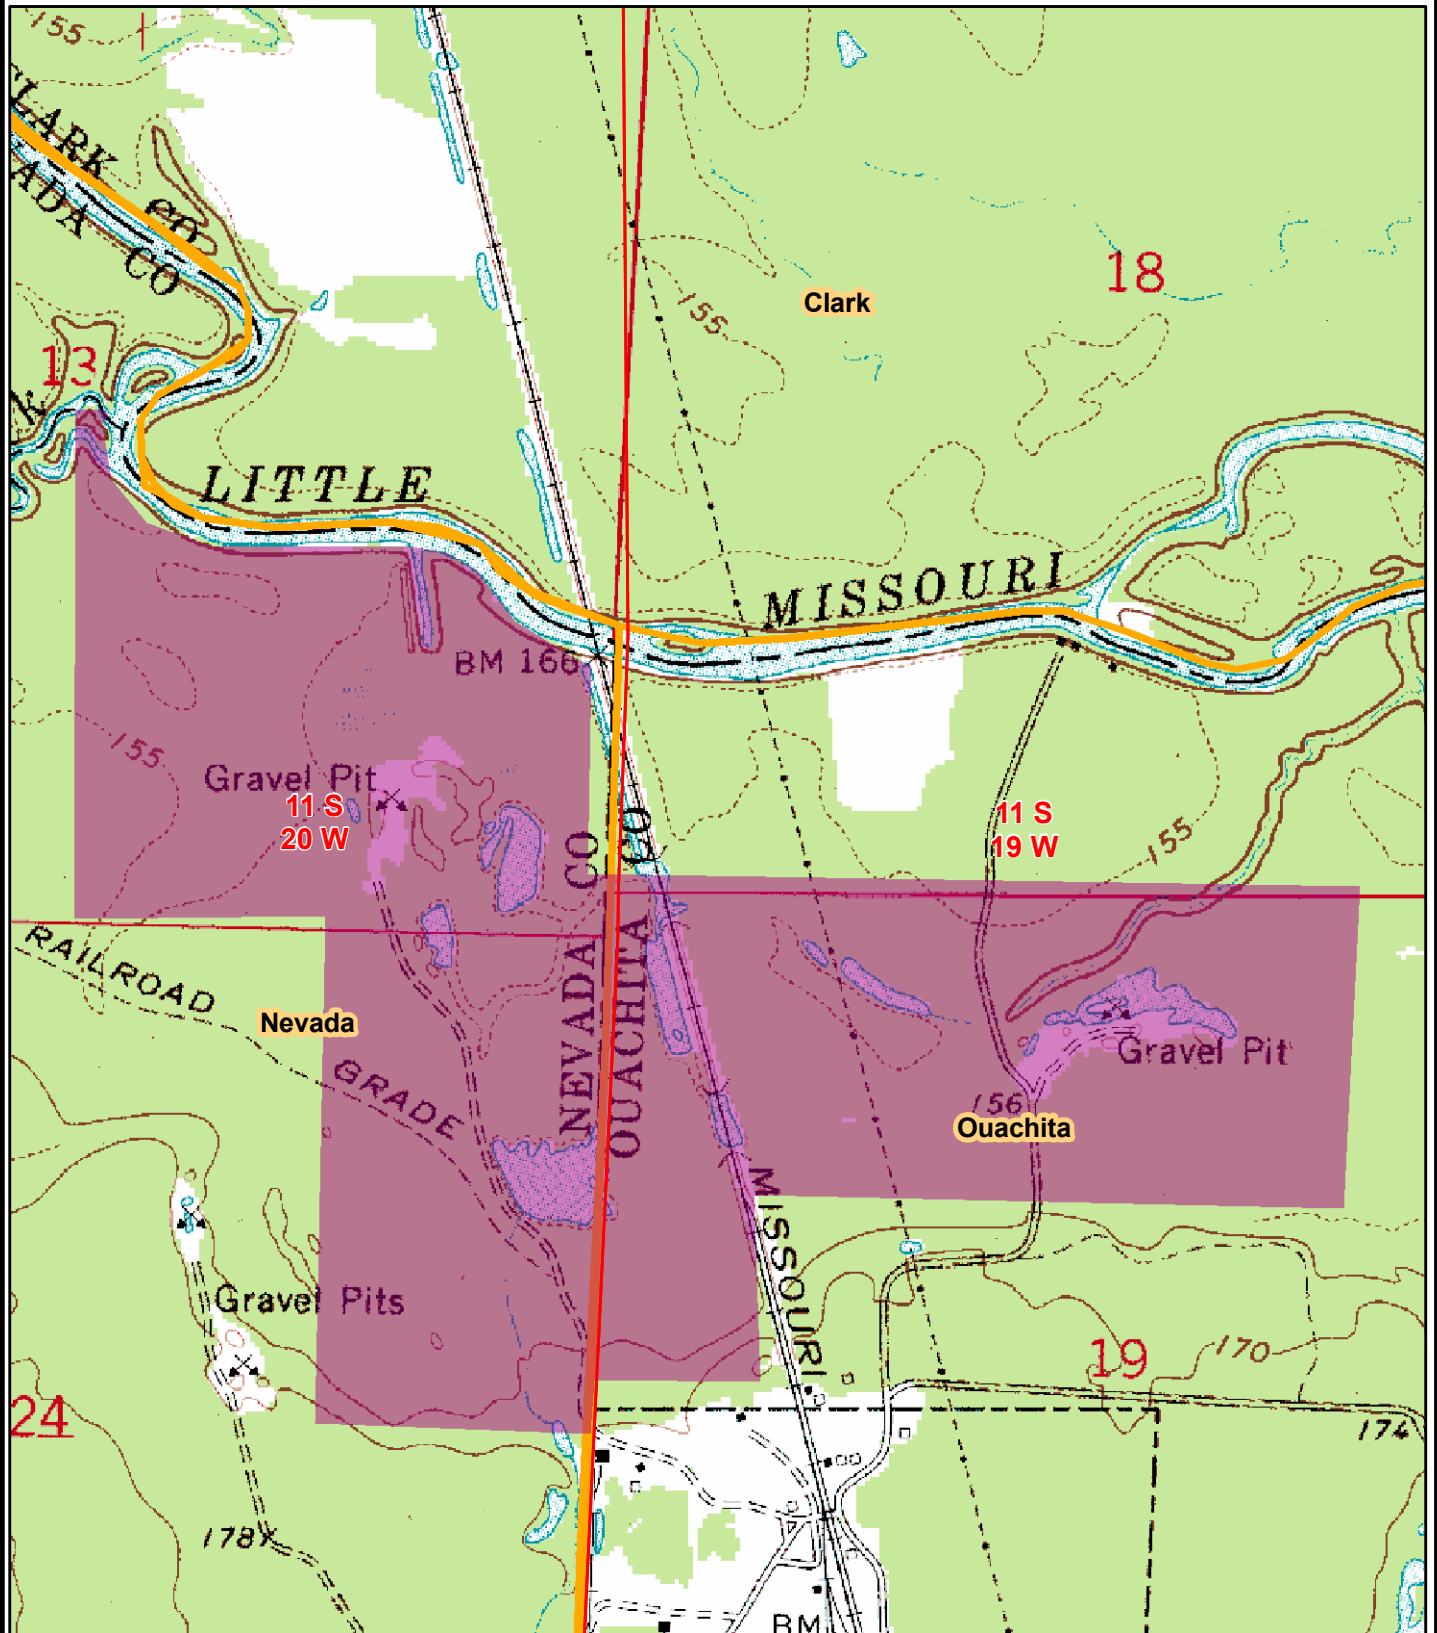 155
CLARK CO
ADA CO
18
155
Clark
13
LITTLE
MISSOURI
BM 166
155
Gravel Pit
11 S
20 W
11 S
19 W
155
NEVADA CO
OUACHITA CO
RAILROAD
GRADE
Nevada
Gravel Pit
156
Ouachita
MISSOURI
Gravel Pits
19
170
24
174
178
BM